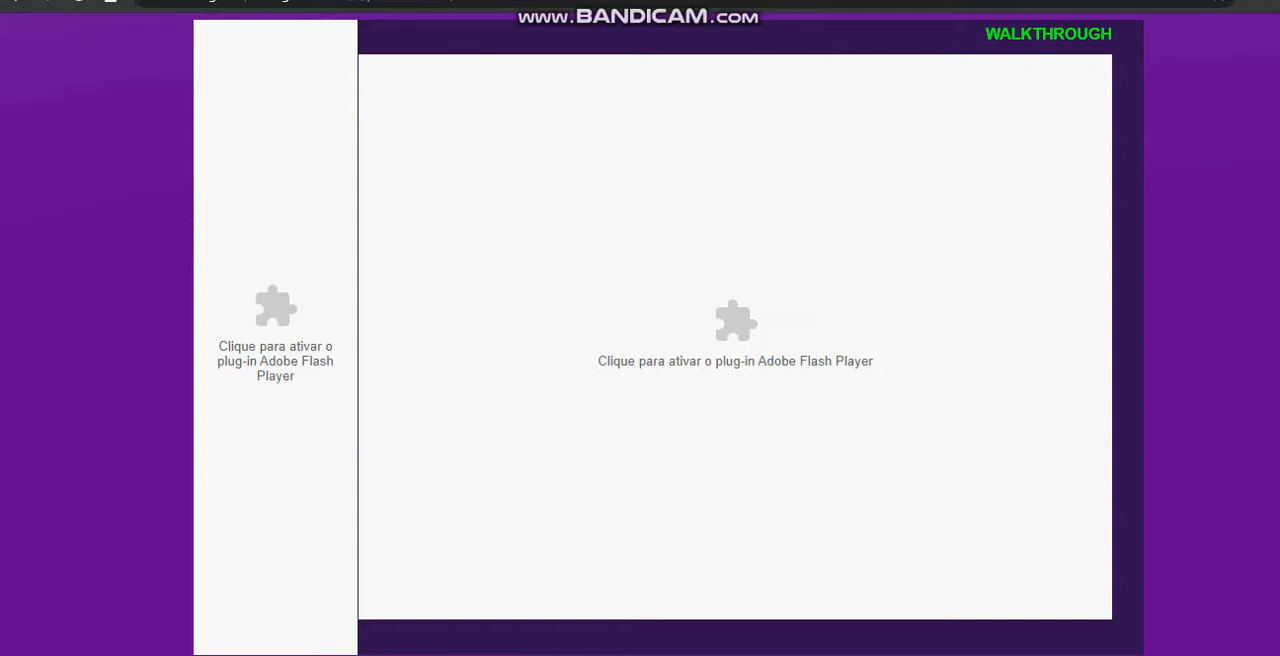 www.BANDICAM.com
WALKTHROUGH
Clique para ativar o
plug-in Adobe Flash
Player
Clique para ativar o plug-in Adobe Flash Player